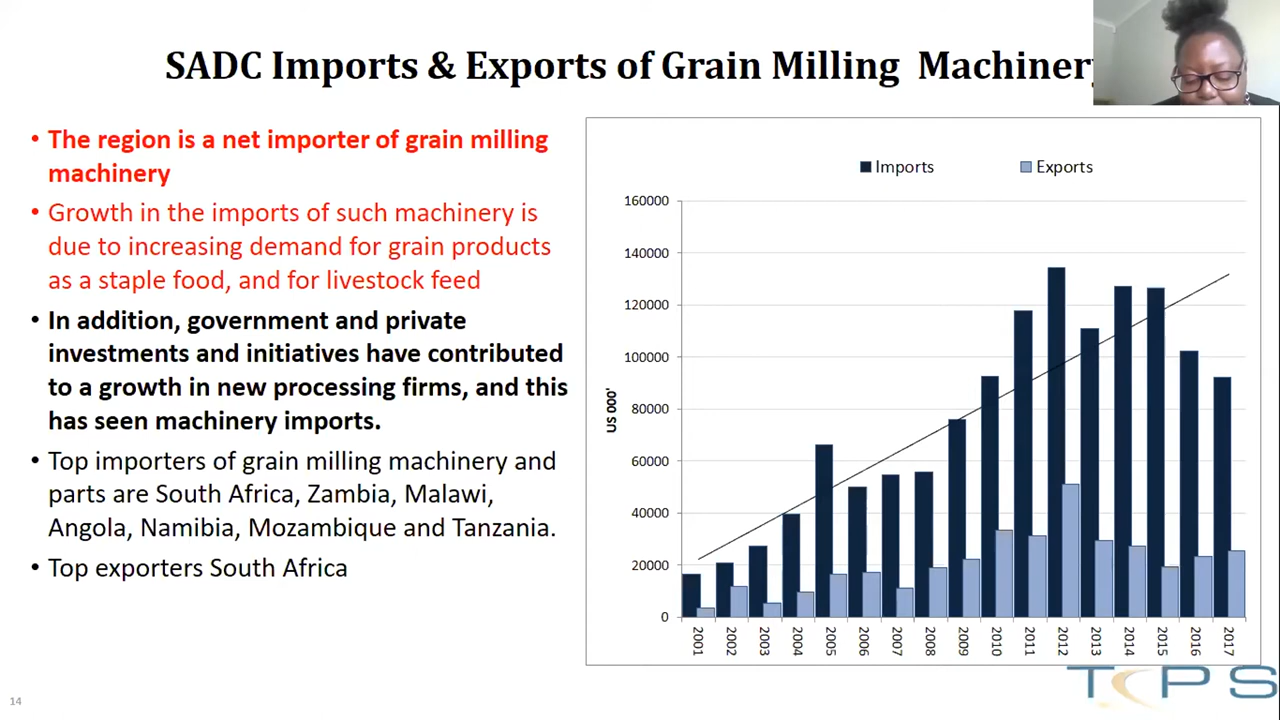 SADC Imports & Exports of Grain Milling Machinery
• The region is a net importer of grain milling
machinery
• Growth in the imports of such machinery is
due to increasing demand for grain products
as a staple food, and for livestock feed
• In addition, government and private
investments and initiatives have contributed
to a growth in new processing firms, and this
has seen machinery imports.
• Top importers of grain milling machinery and
parts are South Africa, Zambia, Malawi,
Angola, Namibia, Mozambique and Tanzania.
• Top exporters South Africa
Imports Exports
160000
140000
120000
100000
80000
60000
40000
20000
0
US 000'
2001 2002 2003 2004 2005 2006 2007 2008 2009 2010 2011 2012 2013 2014 2015 2016 2017
14